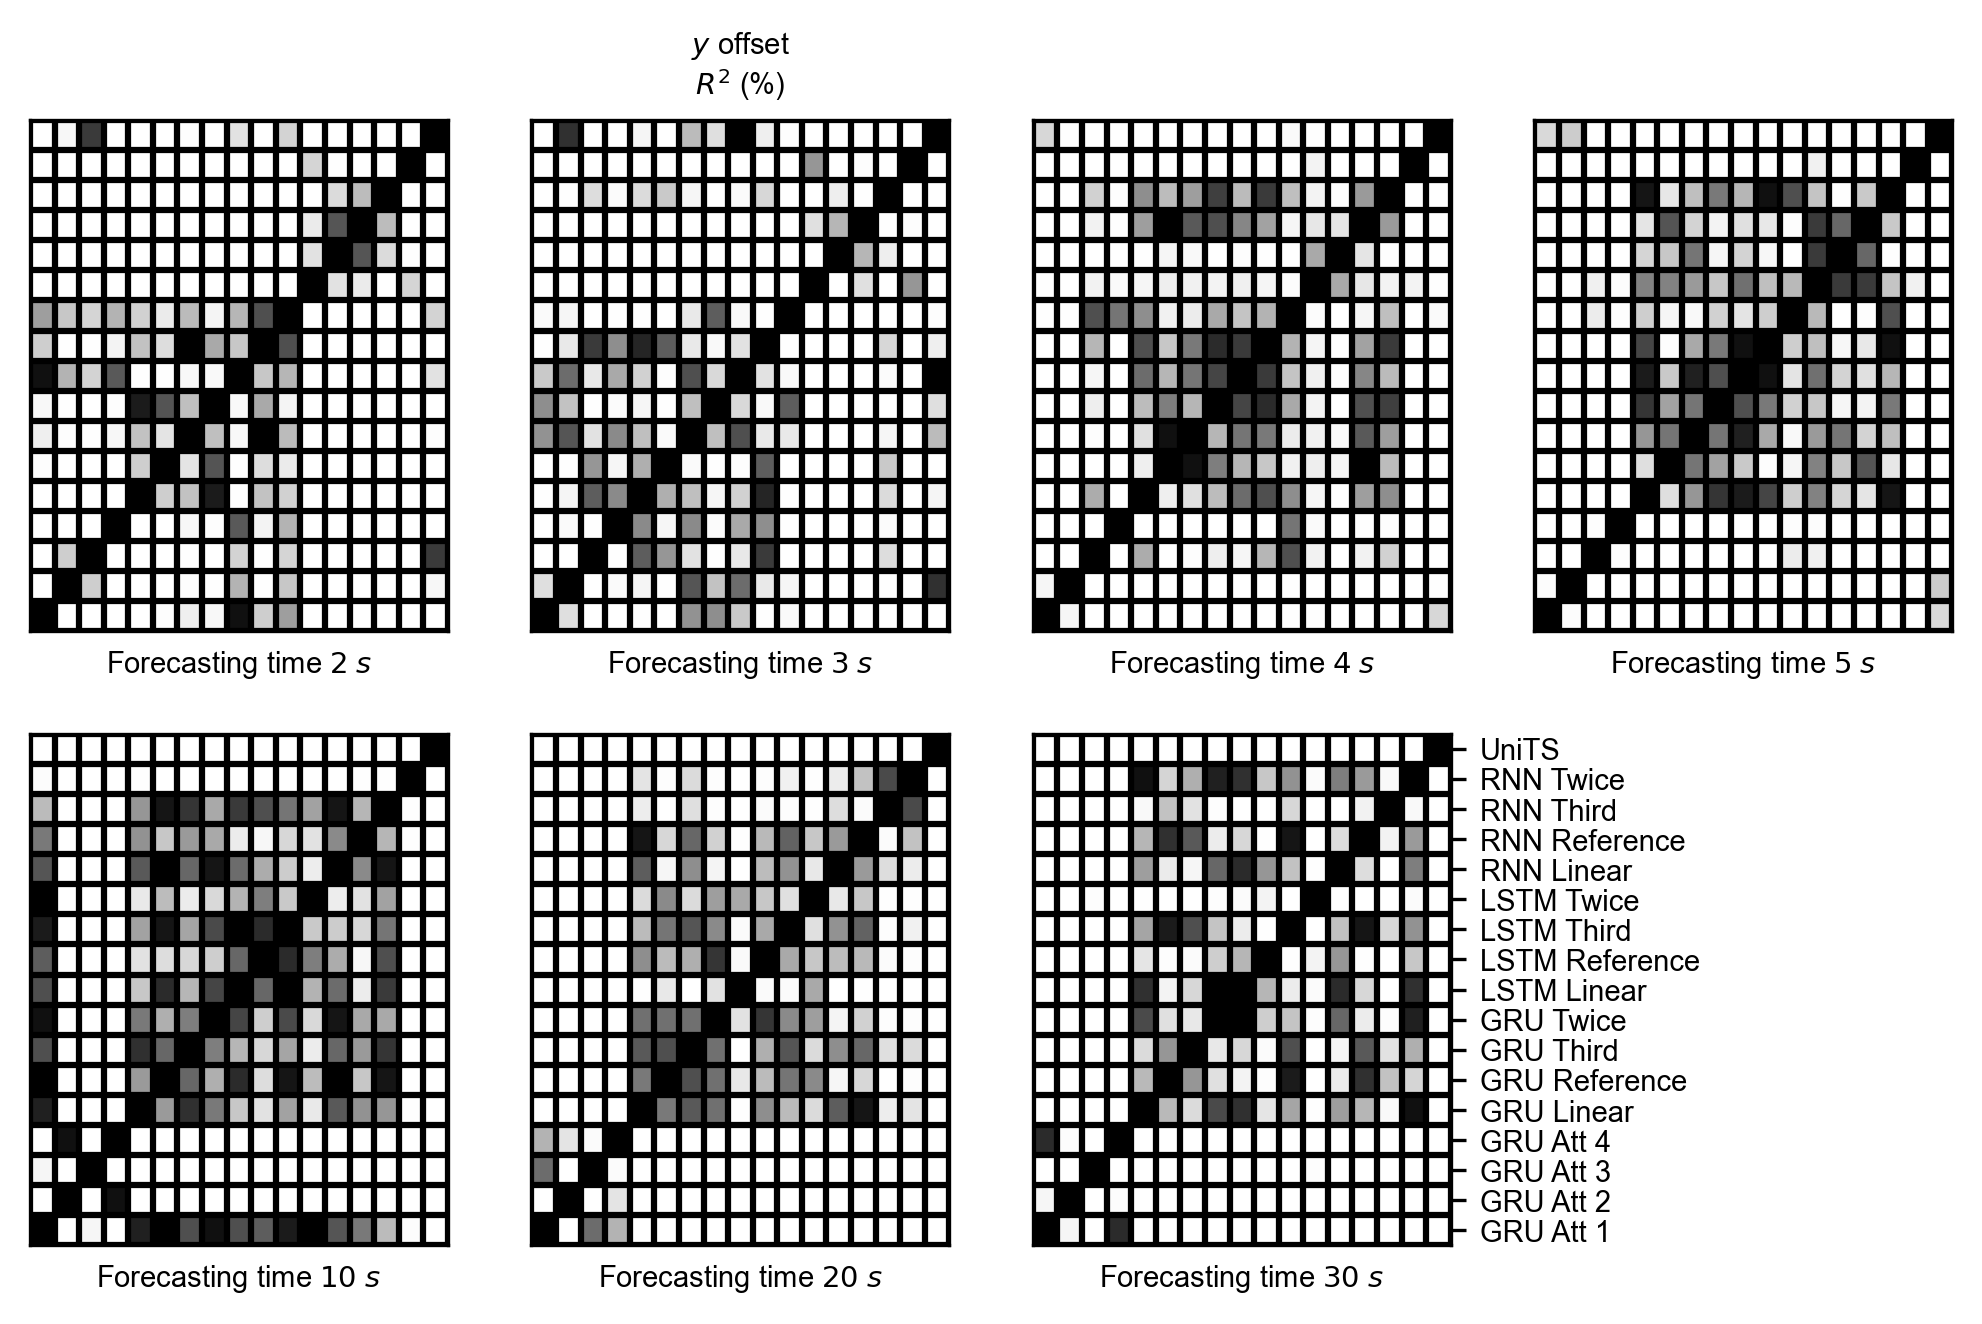 y offset
R² (%)
Forecasting time 2 s
Forecasting time 3 s
Forecasting time 4 s
Forecasting time 5 s
UniTS
RNN Twice
RNN Third
RNN Reference
RNN Linear
LSTM Twice
LSTM Third
LSTM Reference
LSTM Linear
GRU Twice
GRU Third
GRU Reference
GRU Linear
GRU Att 4
GRU Att 3
GRU Att 2
GRU Att 1
Forecasting time 10 s
Forecasting time 20 s
Forecasting time 30 s